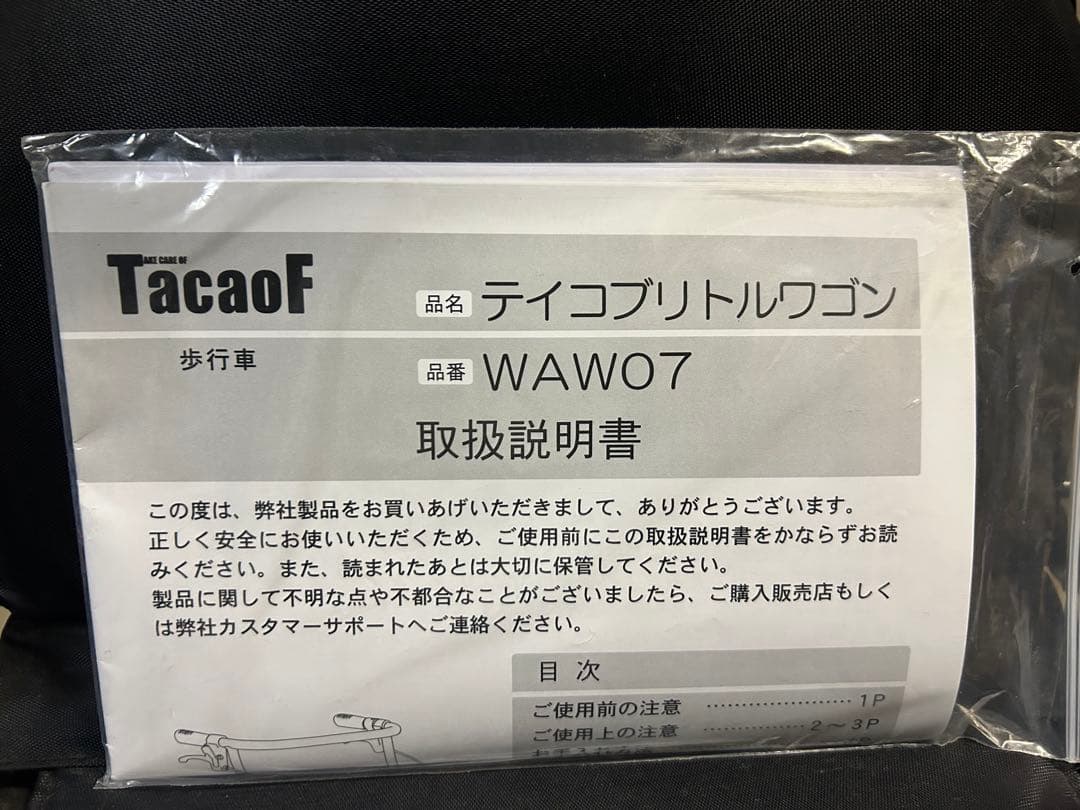 TAKE CARE OF
TacaoF
品名 テイコブリトルワゴン
歩行車
品番 WAW07
取扱説明書
この度は、弊社製品をお買いあげいただきまして、ありがとうございます。
正しく安全にお使いいただくため、ご使用前にこの取扱説明書をかならずお読
みください。また、読まれたあとは大切に保管してください。
製品に関して不明な点や不都合なことがございましたら、ご購入販売店もしく
は弊社カスタマーサポートへご連絡ください。
目次
ご使用前の注意 ………………… 1P
ご使用上の注意 ………… 2〜3P